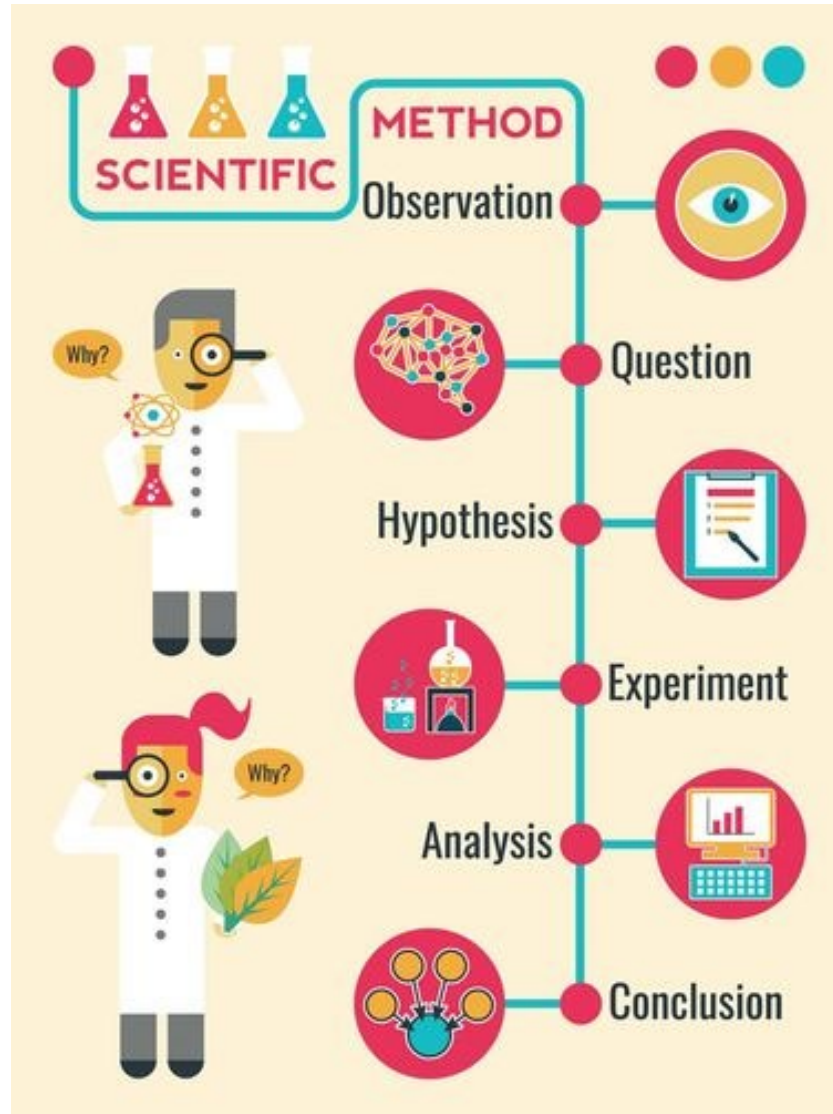 SCIENTIFIC
METHOD
Observation
Why?
Question
Hypothesis
Experiment
Why?
Analysis
Conclusion